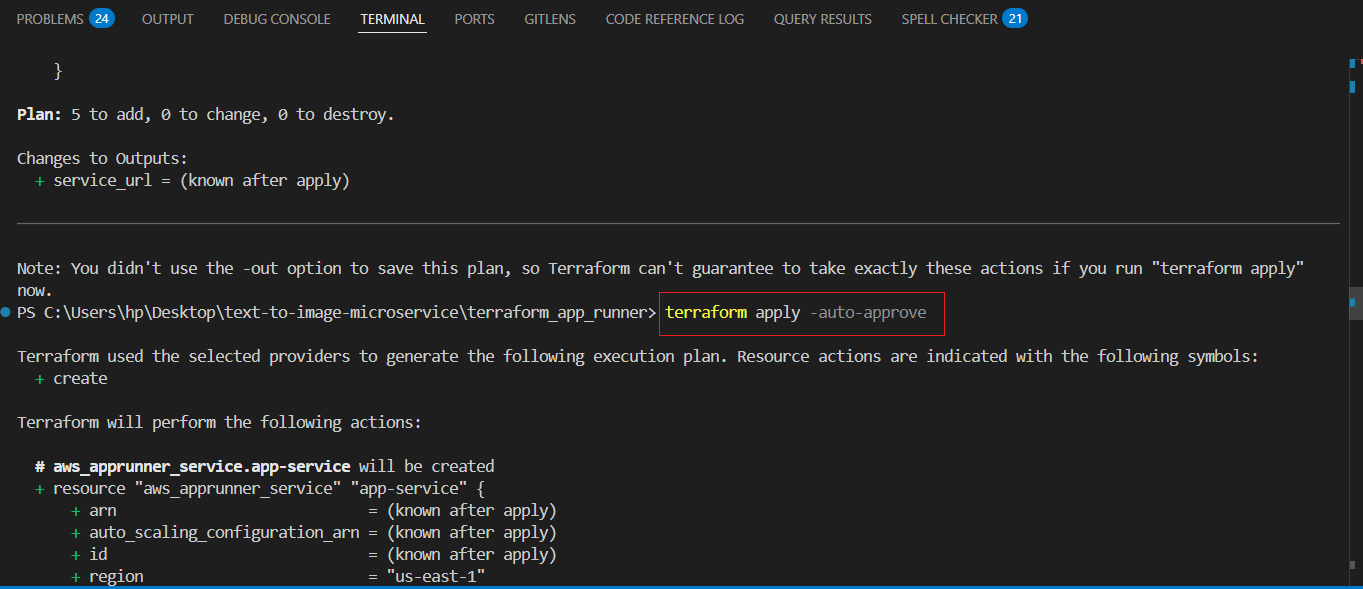 PROBLEMS 24 OUTPUT DEBUG CONSOLE TERMINAL PORTS GITLENS CODE REFERENCE LOG QUERY RESULTS SPELL CHECKER 21
}
Plan: 5 to add, 0 to change, 0 to destroy.
Changes to Outputs:
+ service_url = (known after apply)
Note: You didn't use the -out option to save this plan, so Terraform can't guarantee to take exactly these actions if you run "terraform apply"
now.
PS C:\Users\hp\Desktop\text-to-image-microservice\terraform_app_runner> terraform apply -auto-approve
Terraform used the selected providers to generate the following execution plan. Resource actions are indicated with the following symbols:
+ create
Terraform will perform the following actions:
# aws_apprunner_service.app-service will be created
+ resource "aws_apprunner_service" "app-service" {
+ arn = (known after apply)
+ auto_scaling_configuration_arn = (known after apply)
+ id = (known after apply)
+ region = "us-east-1"